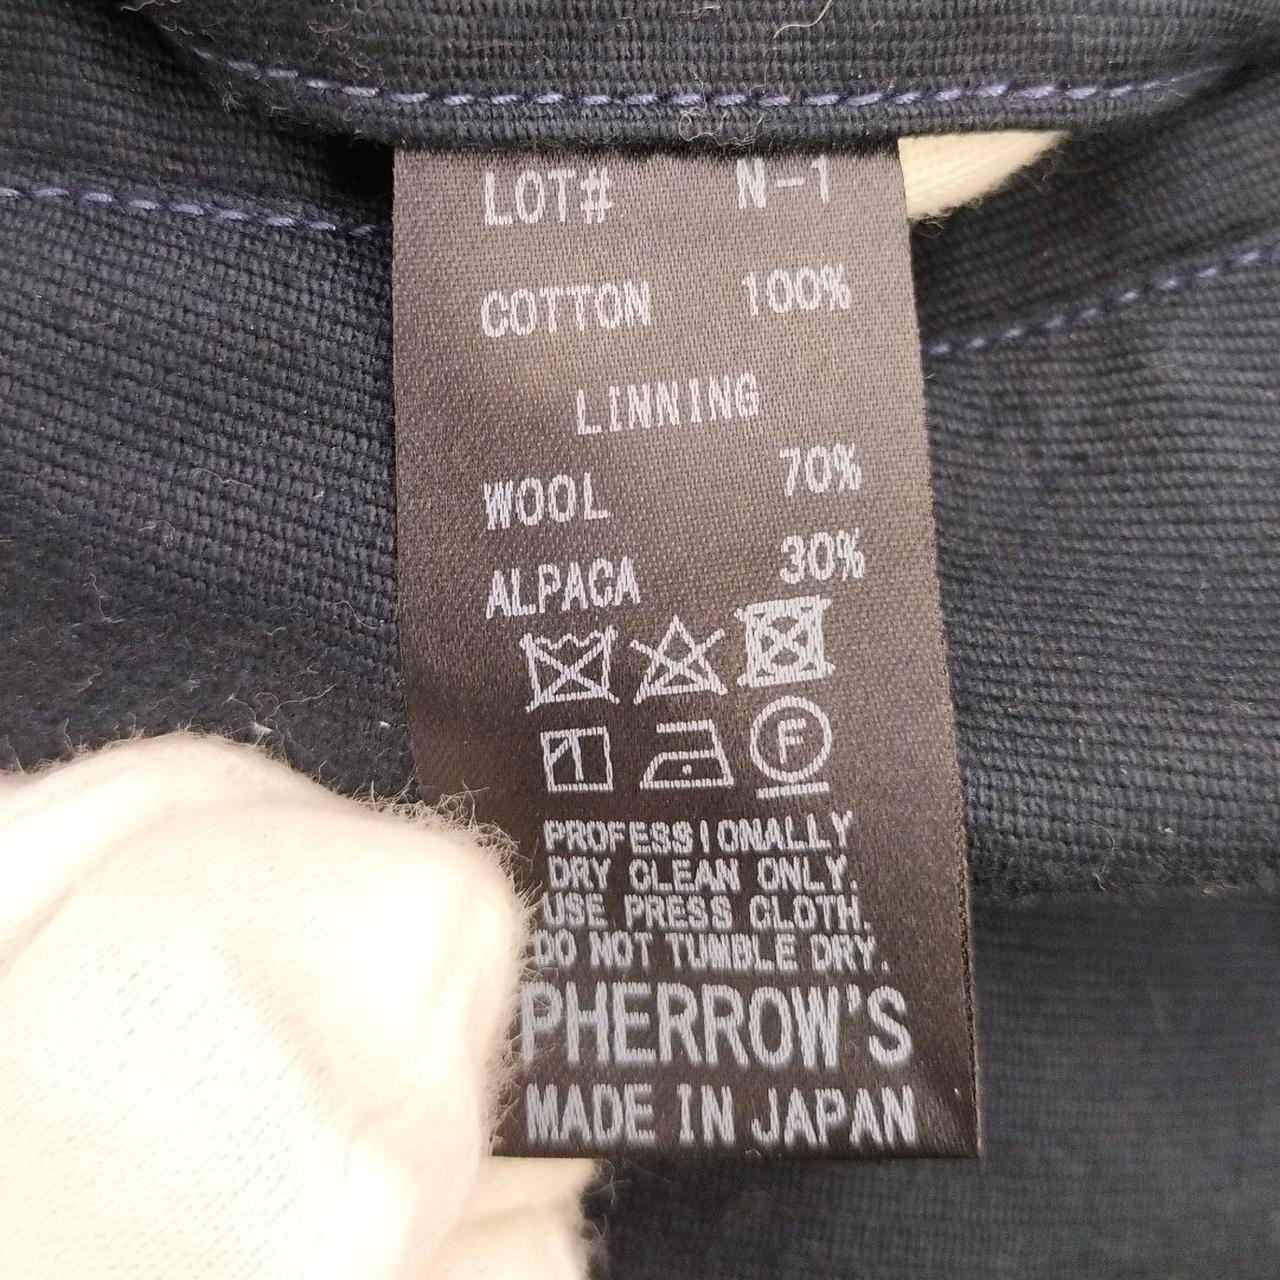 LOT# N-1
COTTON 100%
LINNING
WOOL 70%
ALPACA 30%
F
PROFESSIONALLY
DRY CLEAN ONLY.
USE PRESS CLOTH.
DO NOT TUMBLE DRY.
PHERROW'S
MADE IN JAPAN